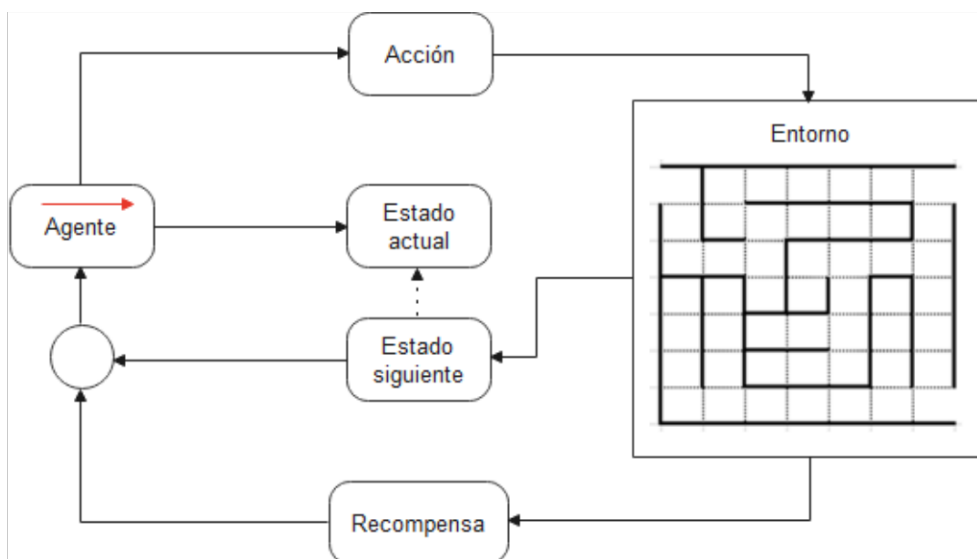 Acción
Entorno
Agente
Estado
actual
Estado
siguiente
Recompensa